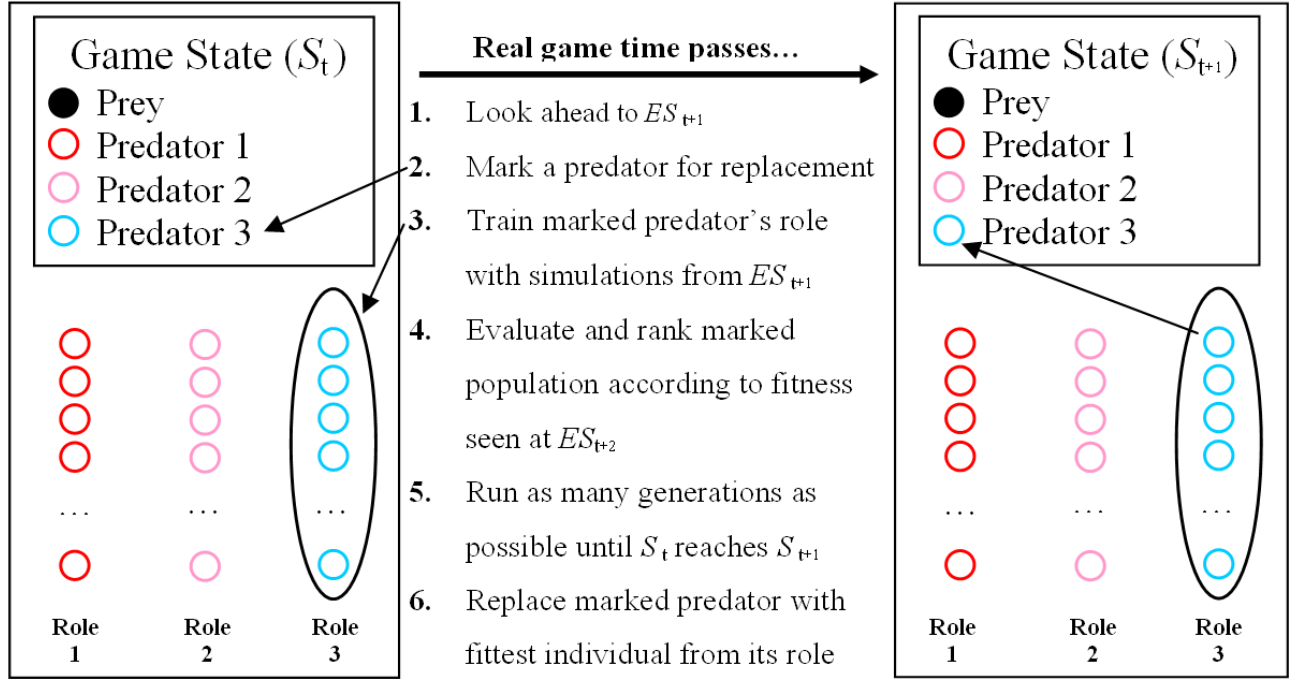 Game State (St)
Prey
Predator 1
Predator 2
Predator 3
...
...
...
Role
1
Role
2
Role
3
Real game time passes…
1. Look ahead to ES t+1
2. Mark a predator for replacement
3. Train marked predator’s role
with simulations from ES t+1
4. Evaluate and rank marked
population according to fitness
seen at ESt+2
5. Run as many generations as
possible until St reaches St+1
6. Replace marked predator with
fittest individual from its role
Game State (St+1)
Prey
Predator 1
Predator 2
Predator 3
...
...
...
Role
1
Role
2
Role
3